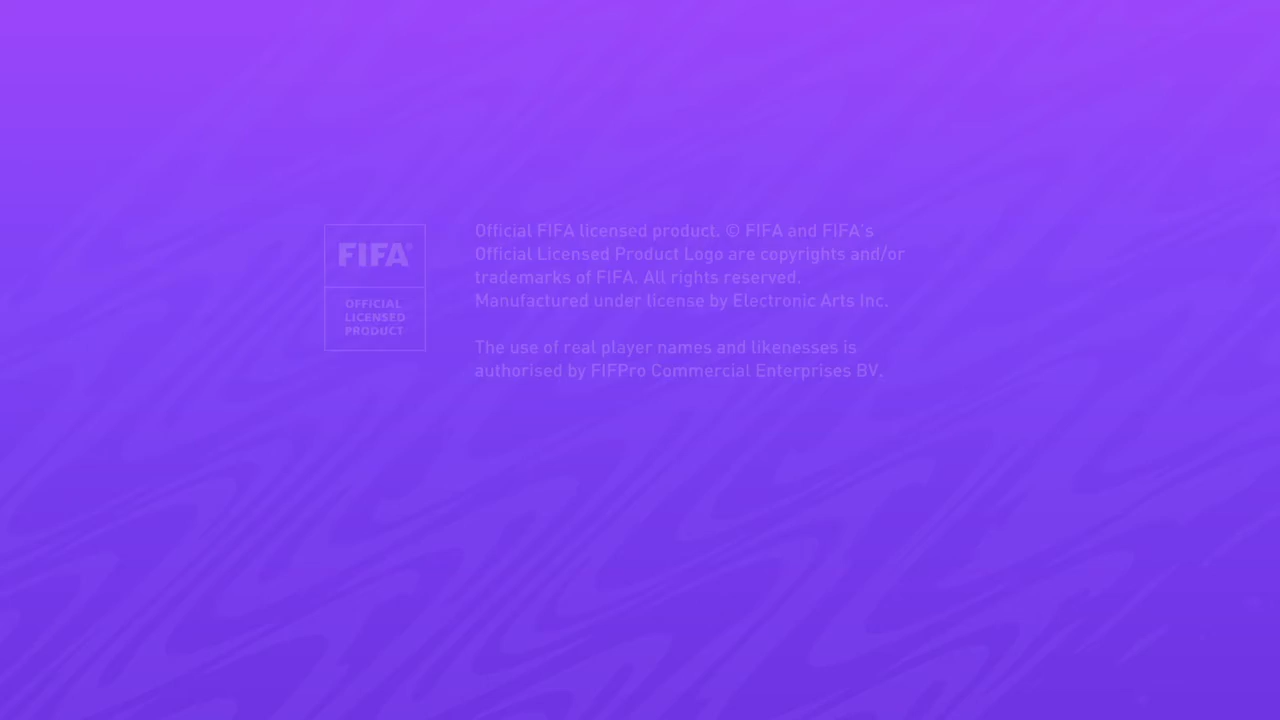 FIFA®
OFFICIAL
LICENSED
PRODUCT
Official FIFA licensed product. © FIFA and FIFA's
Official Licensed Product Logo are copyrights and/or
trademarks of FIFA. All rights reserved.
Manufactured under license by Electronic Arts Inc.
The use of real player names and likenesses is
authorised by FIFPro Commercial Enterprises BV.